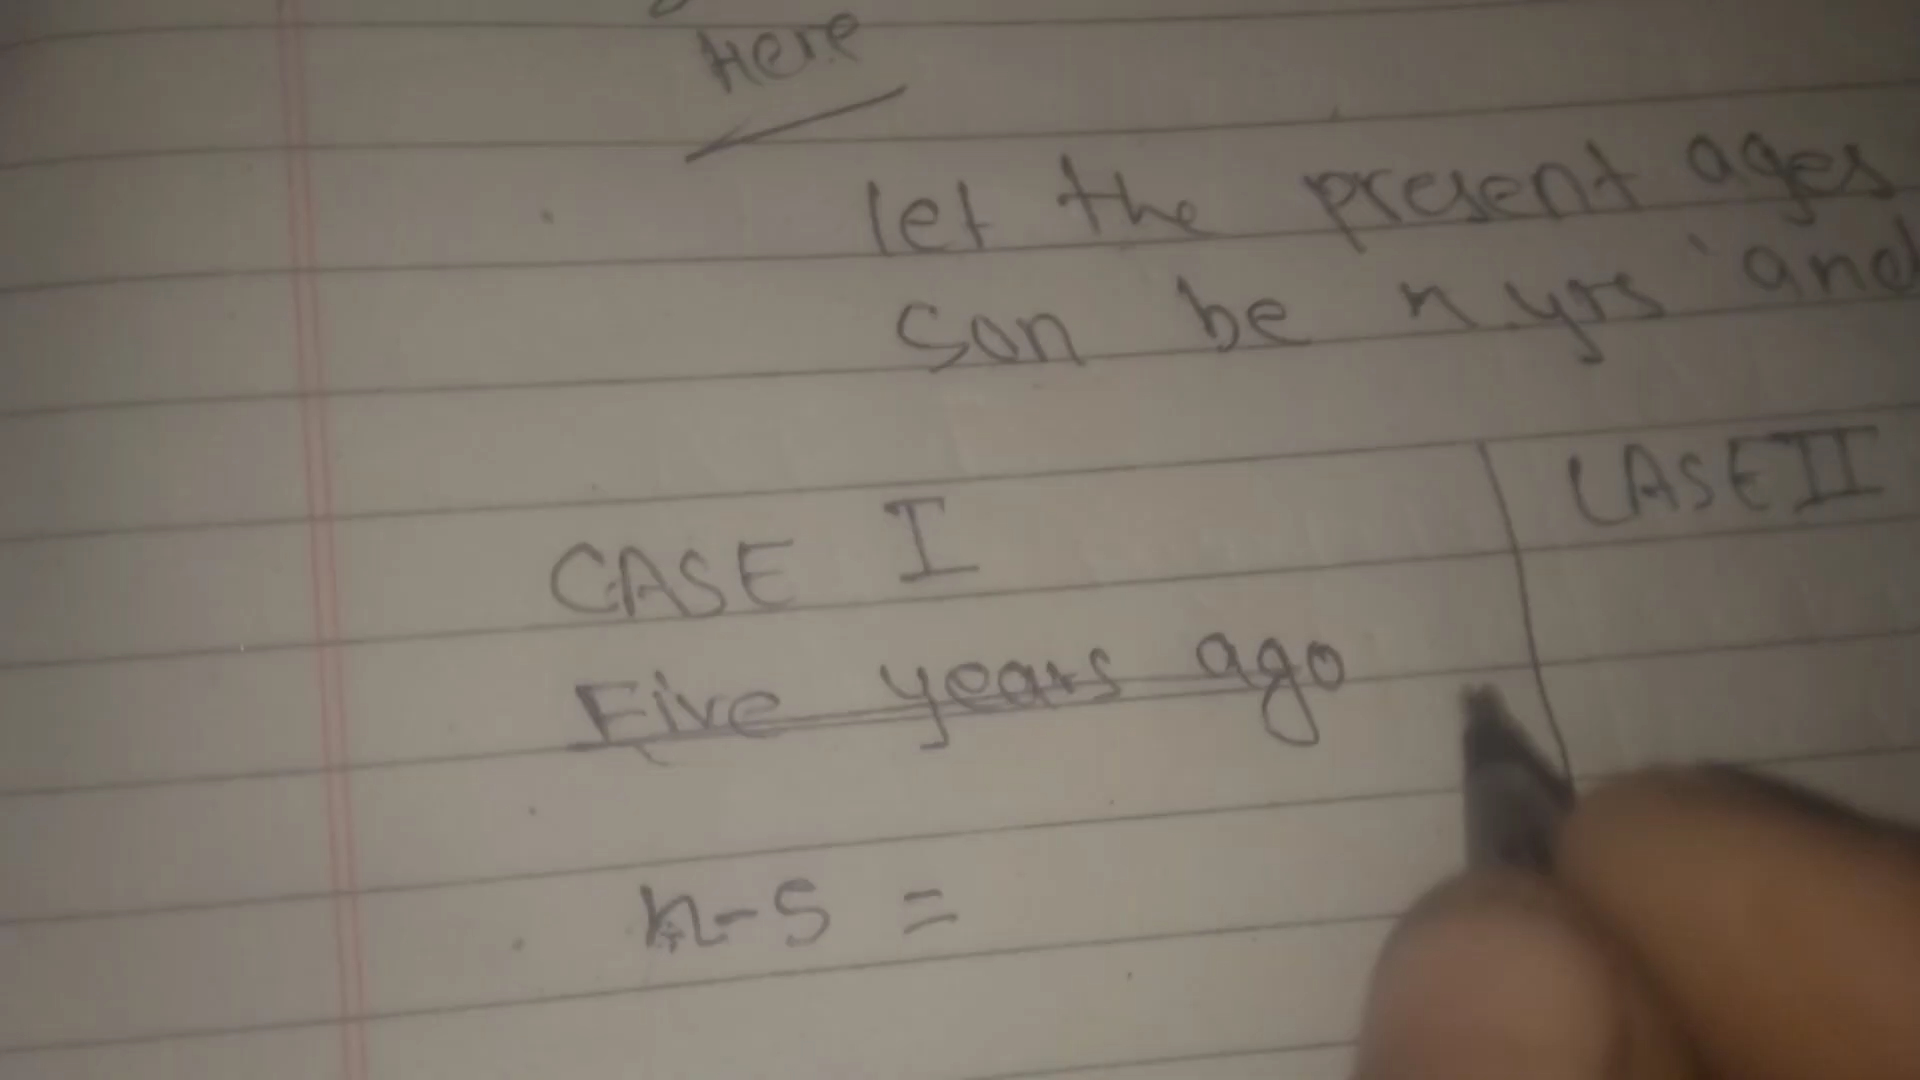 Here
let the present ages
son be n yrs and
CASE I
CASE II
Five years ago
n-5 =